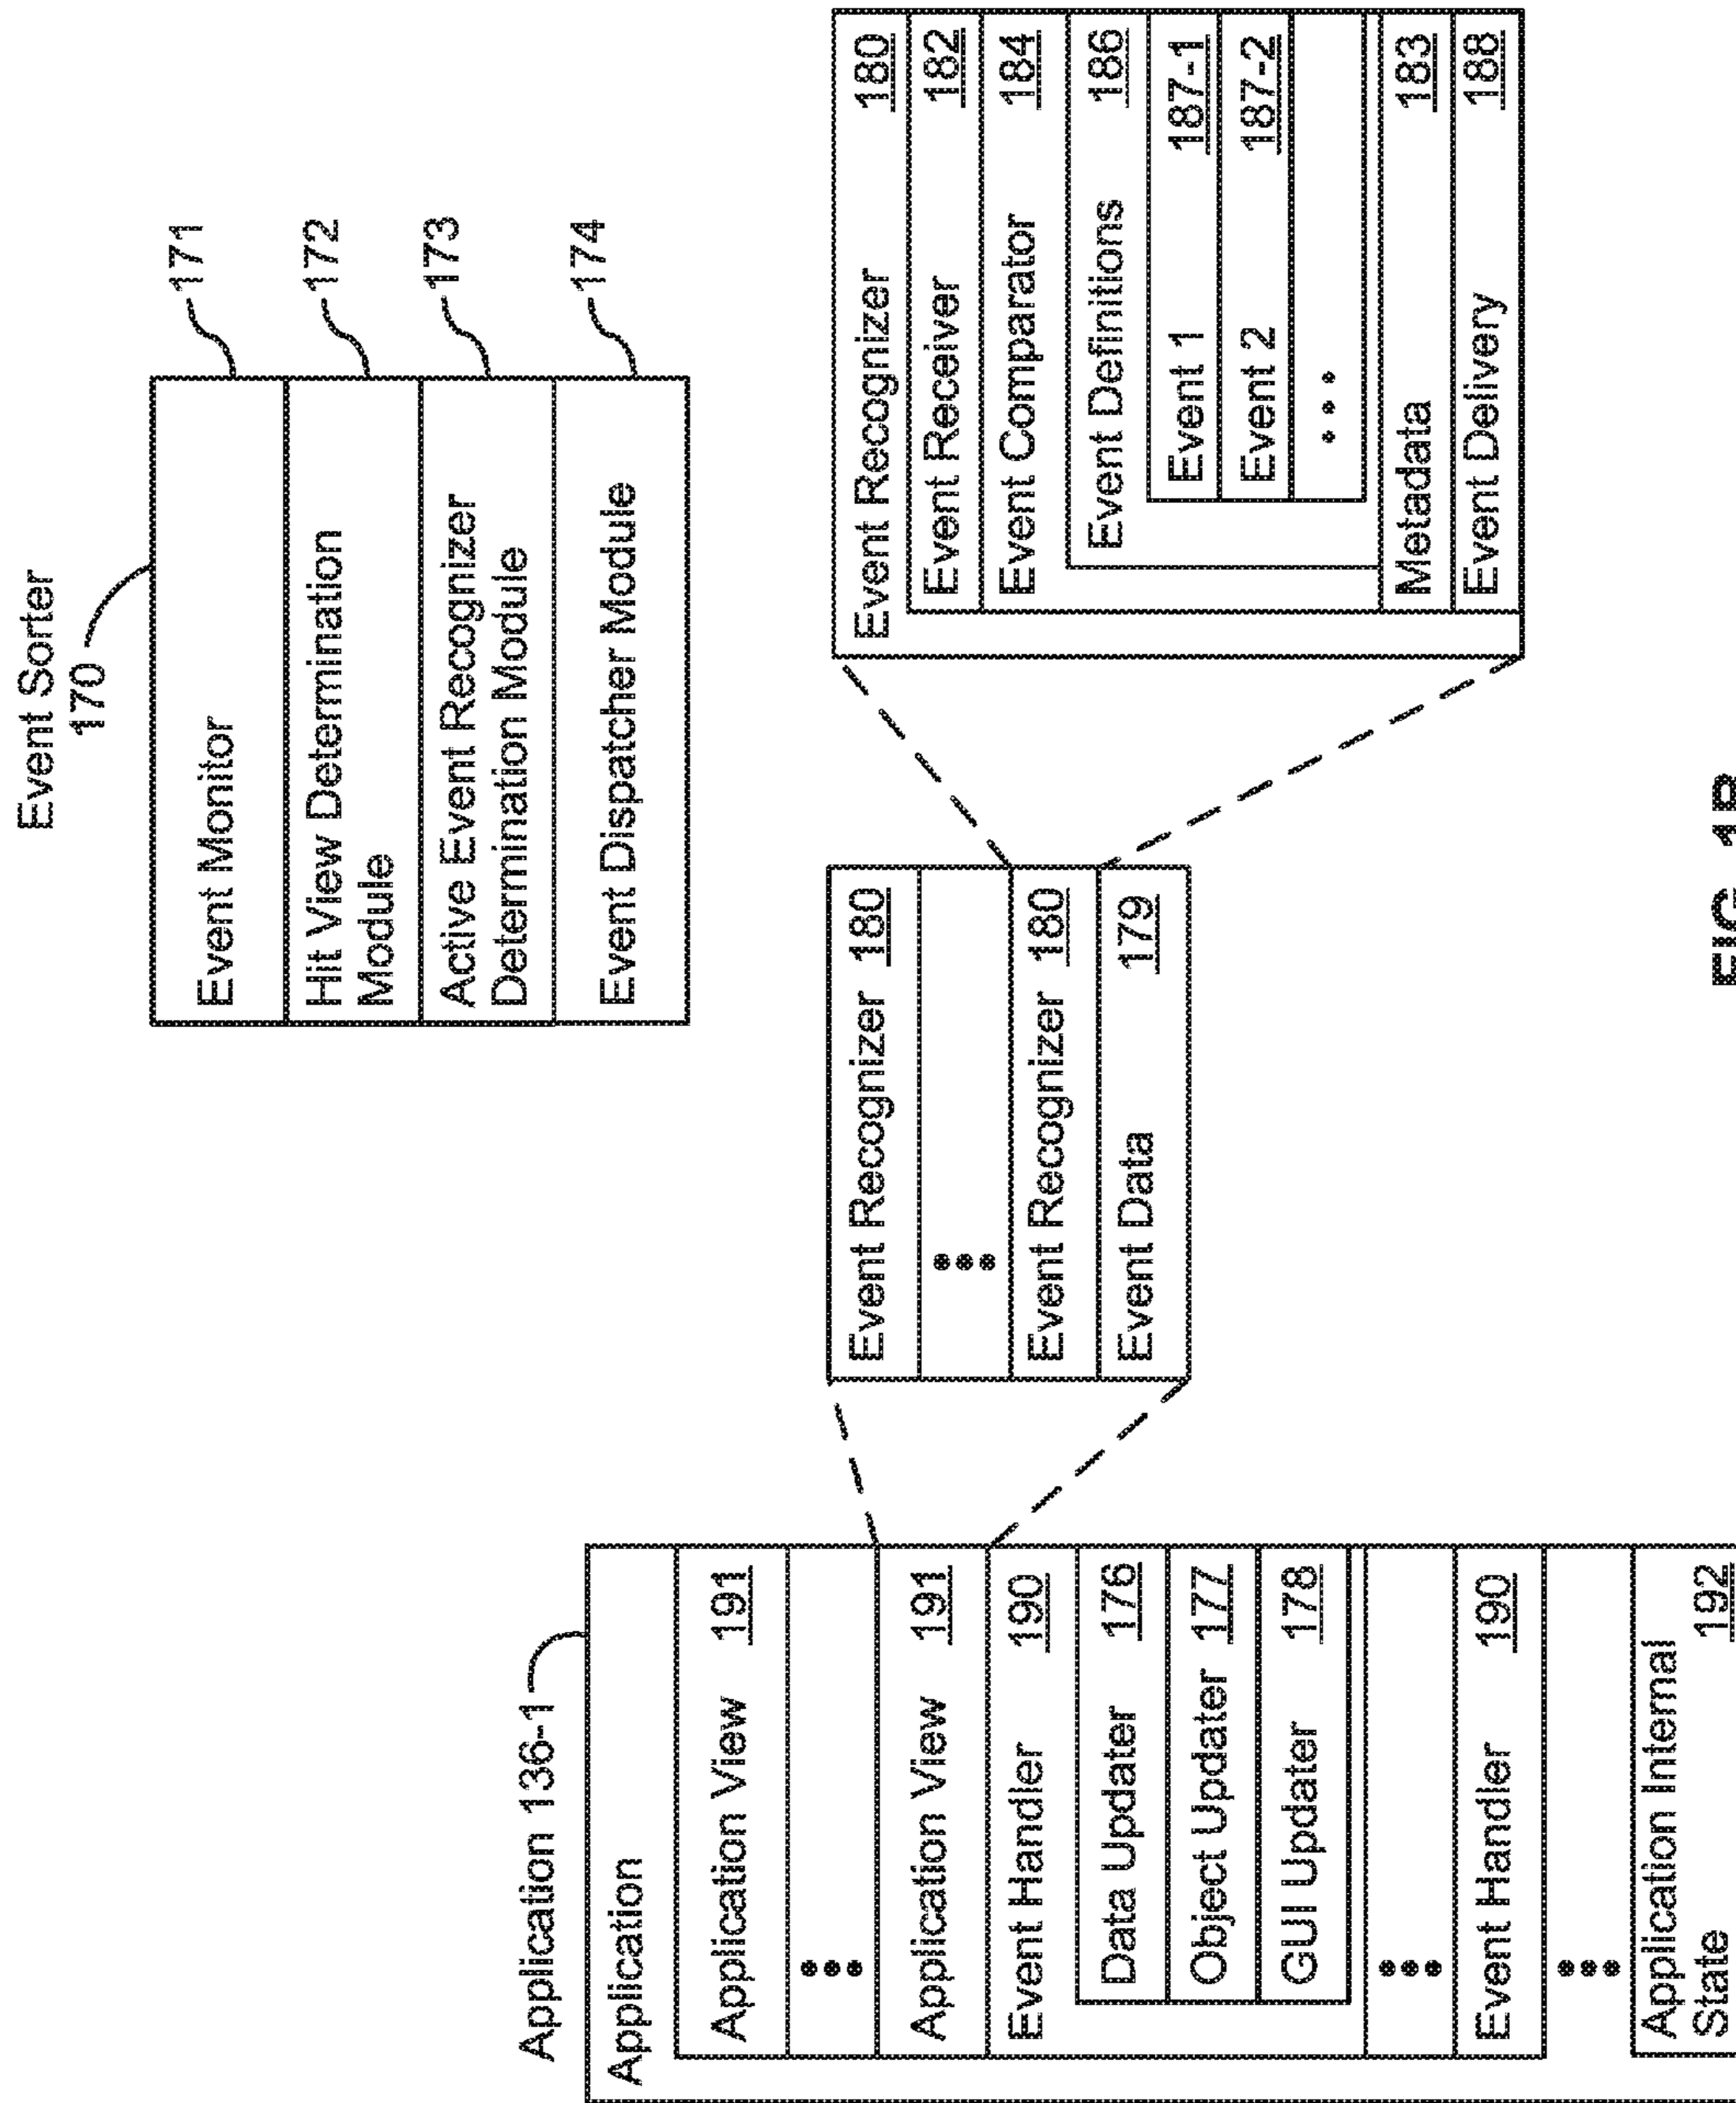 Event Sorter
170
Event Monitor
171
Hit View Determination
Module
172
Active Event Recognizer
Determination Module
173
Event Dispatcher Module
174
Application 136-1
Application
Application View 191
Application View 191
Event Handler 190
Data Updater 176
Object Updater 177
GUI Updater 178
Event Handler 190
Application Internal
State 192
Event Recognizer 180
Event Recognizer 180
Event Data 179
Event Recognizer 180
Event Receiver 182
Event Comparator 184
Event Definitions 186
Event 1 187-1
Event 2 187-2
Metadata 183
Event Delivery 188